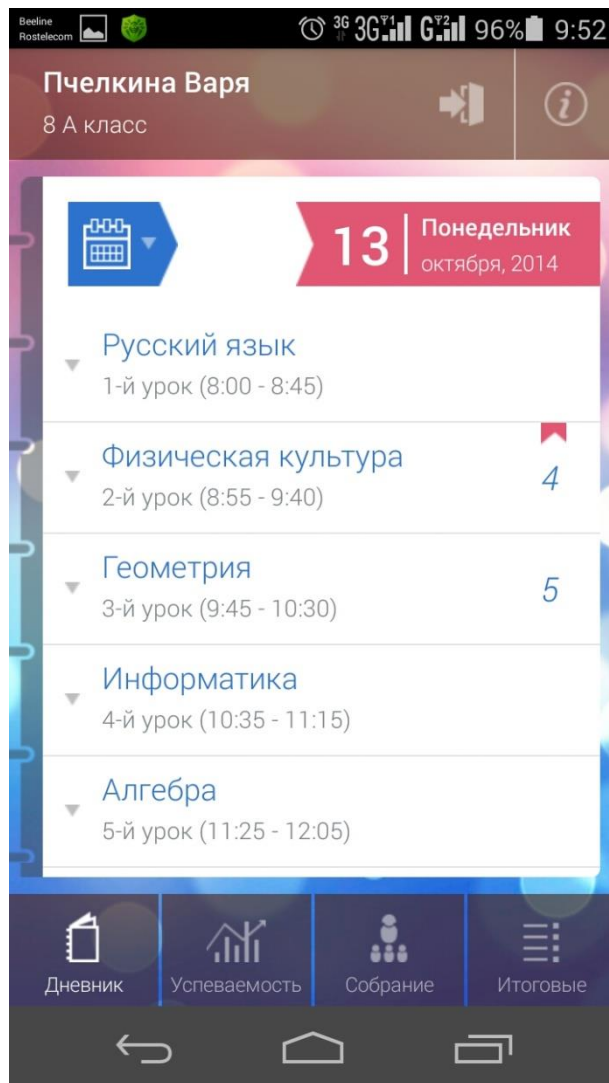 Beeline
Rostelecom
3G 3G 1 G 2 96% 9:52
Пчелкина Варя
8 А класс
13 Понедельник
октября, 2014
Русский язык
1-й урок (8:00 - 8:45)
Физическая культура
2-й урок (8:55 - 9:40)
4
Геометрия
3-й урок (9:45 - 10:30)
5
Информатика
4-й урок (10:35 - 11:15)
Алгебра
5-й урок (11:25 - 12:05)
Дневник Успеваемость Собрание Итоговые